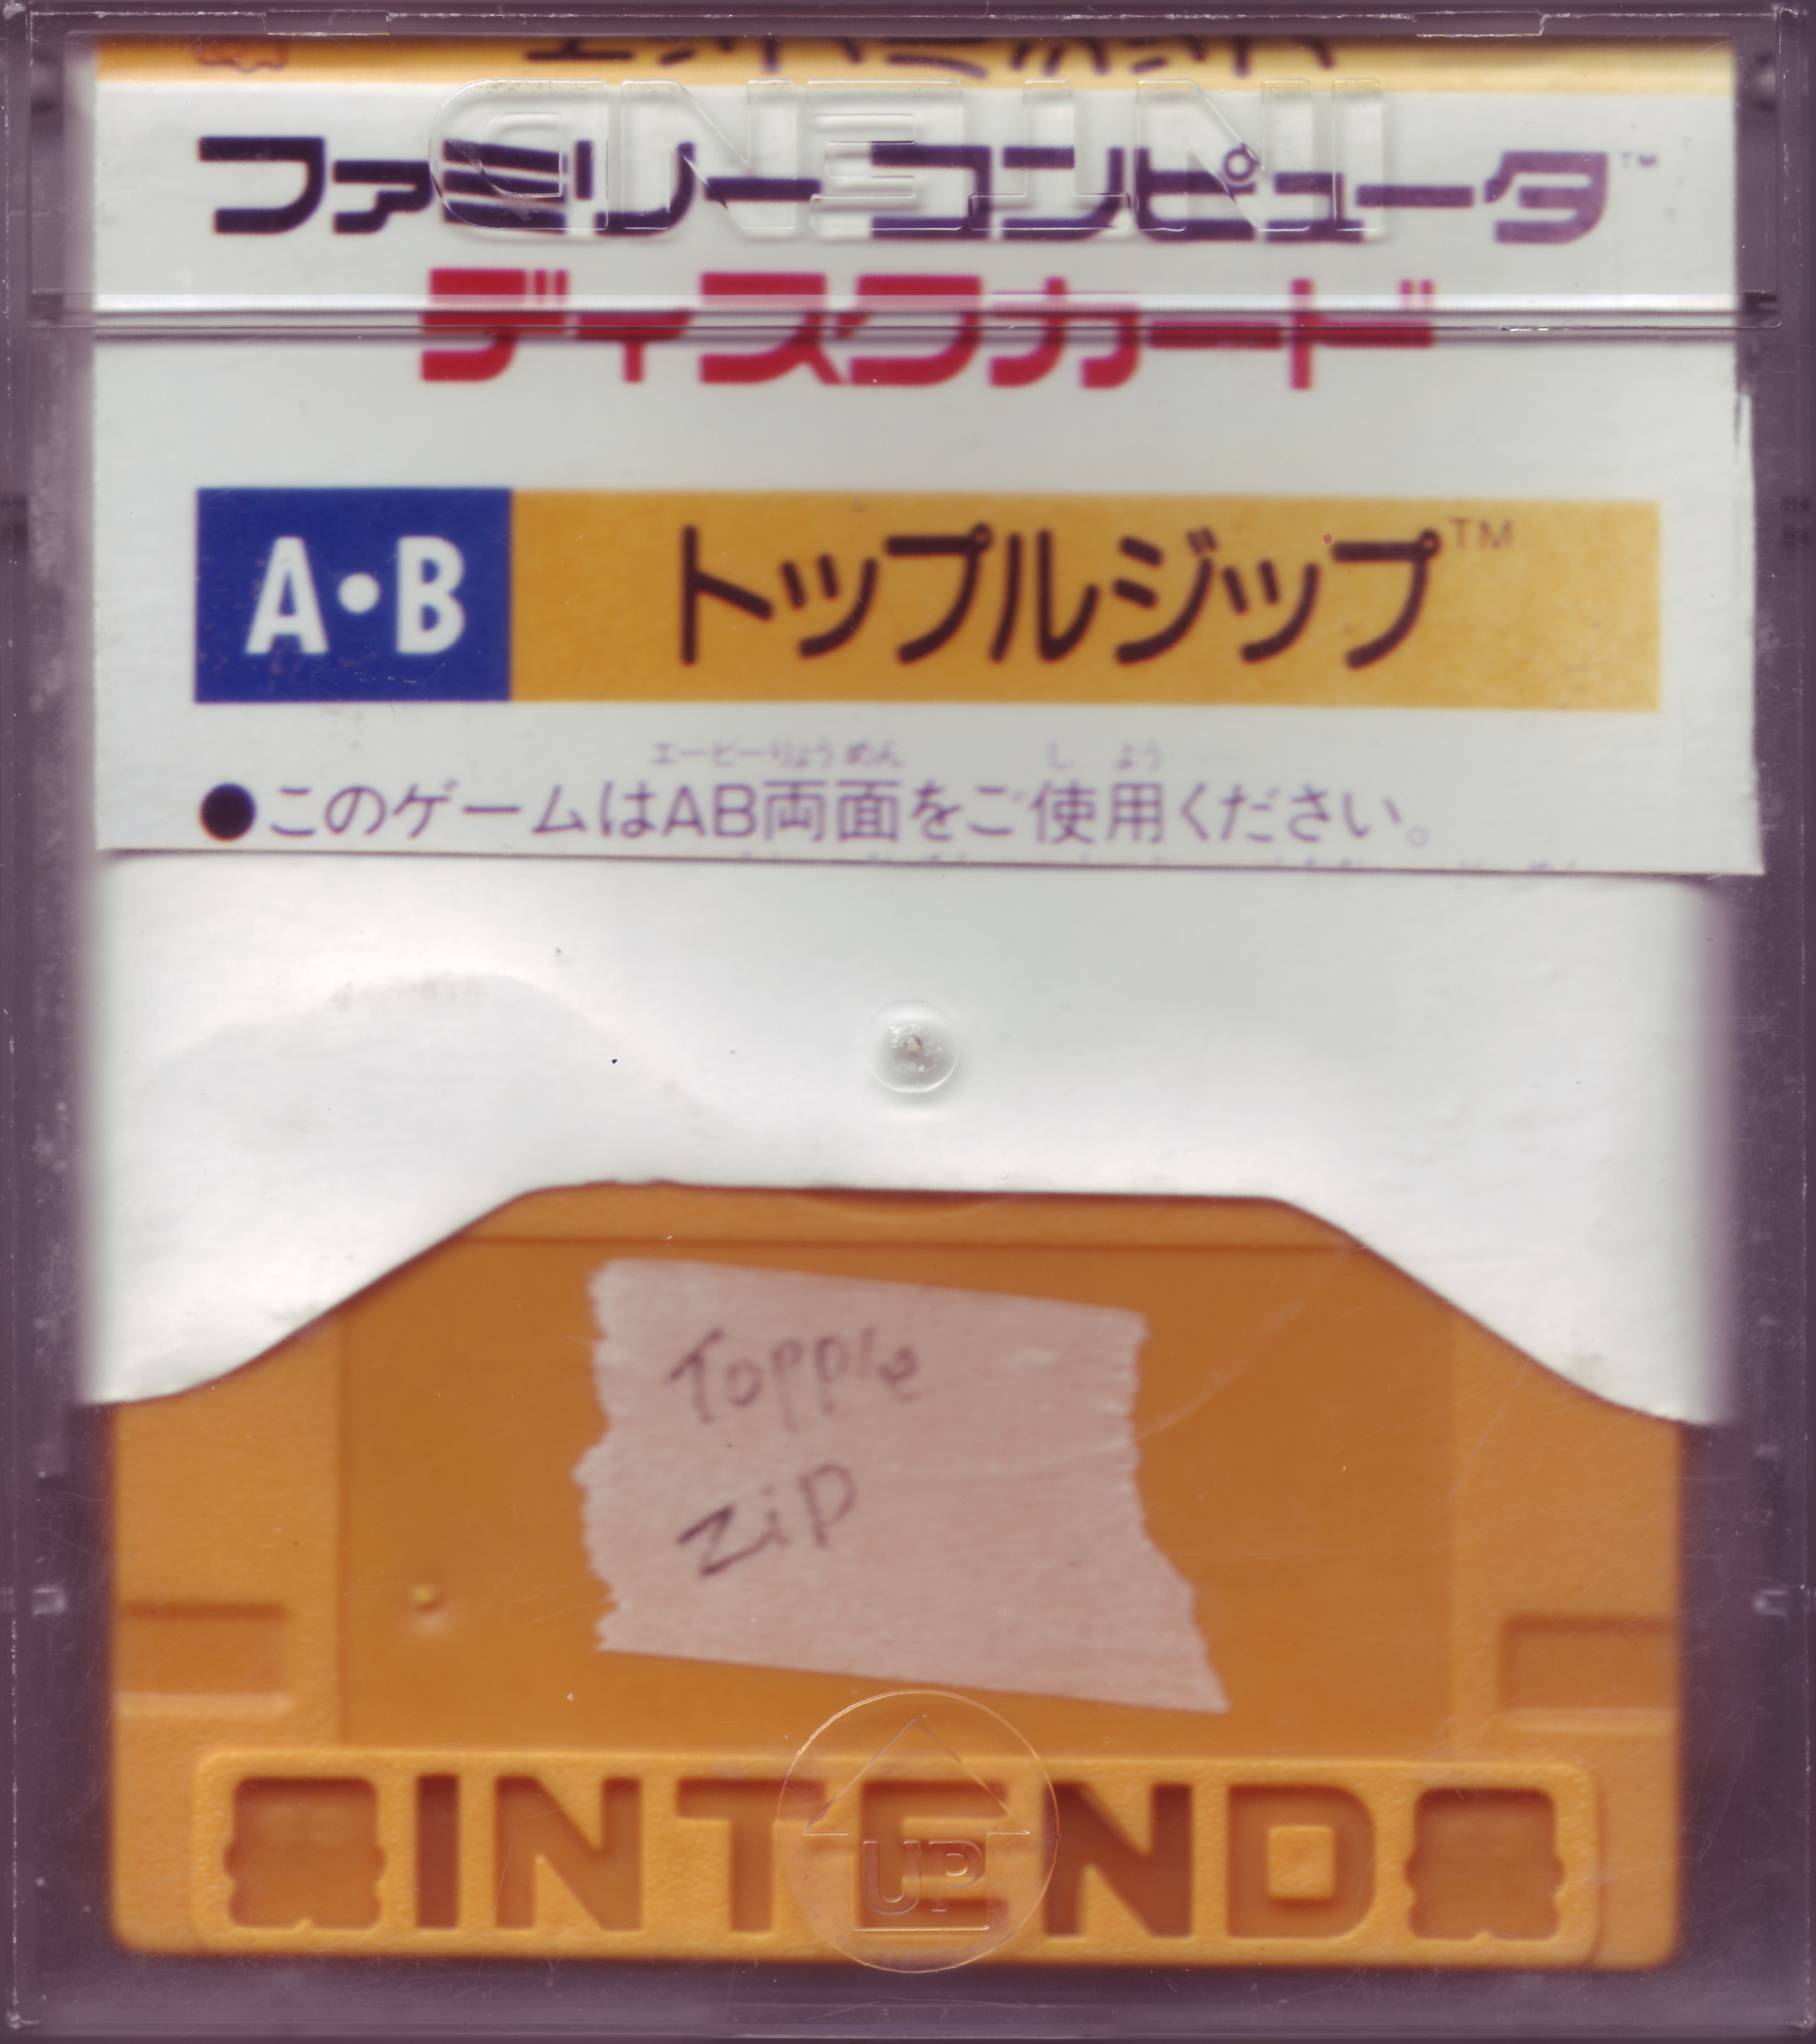 INTEND
ファミリーコンピュータ™
ディスクカード
A・B
トップルジップ™
エービーりょうめん しよう
●このゲームはAB両面をご使用ください。
Topple
Zip
INTEND
UP